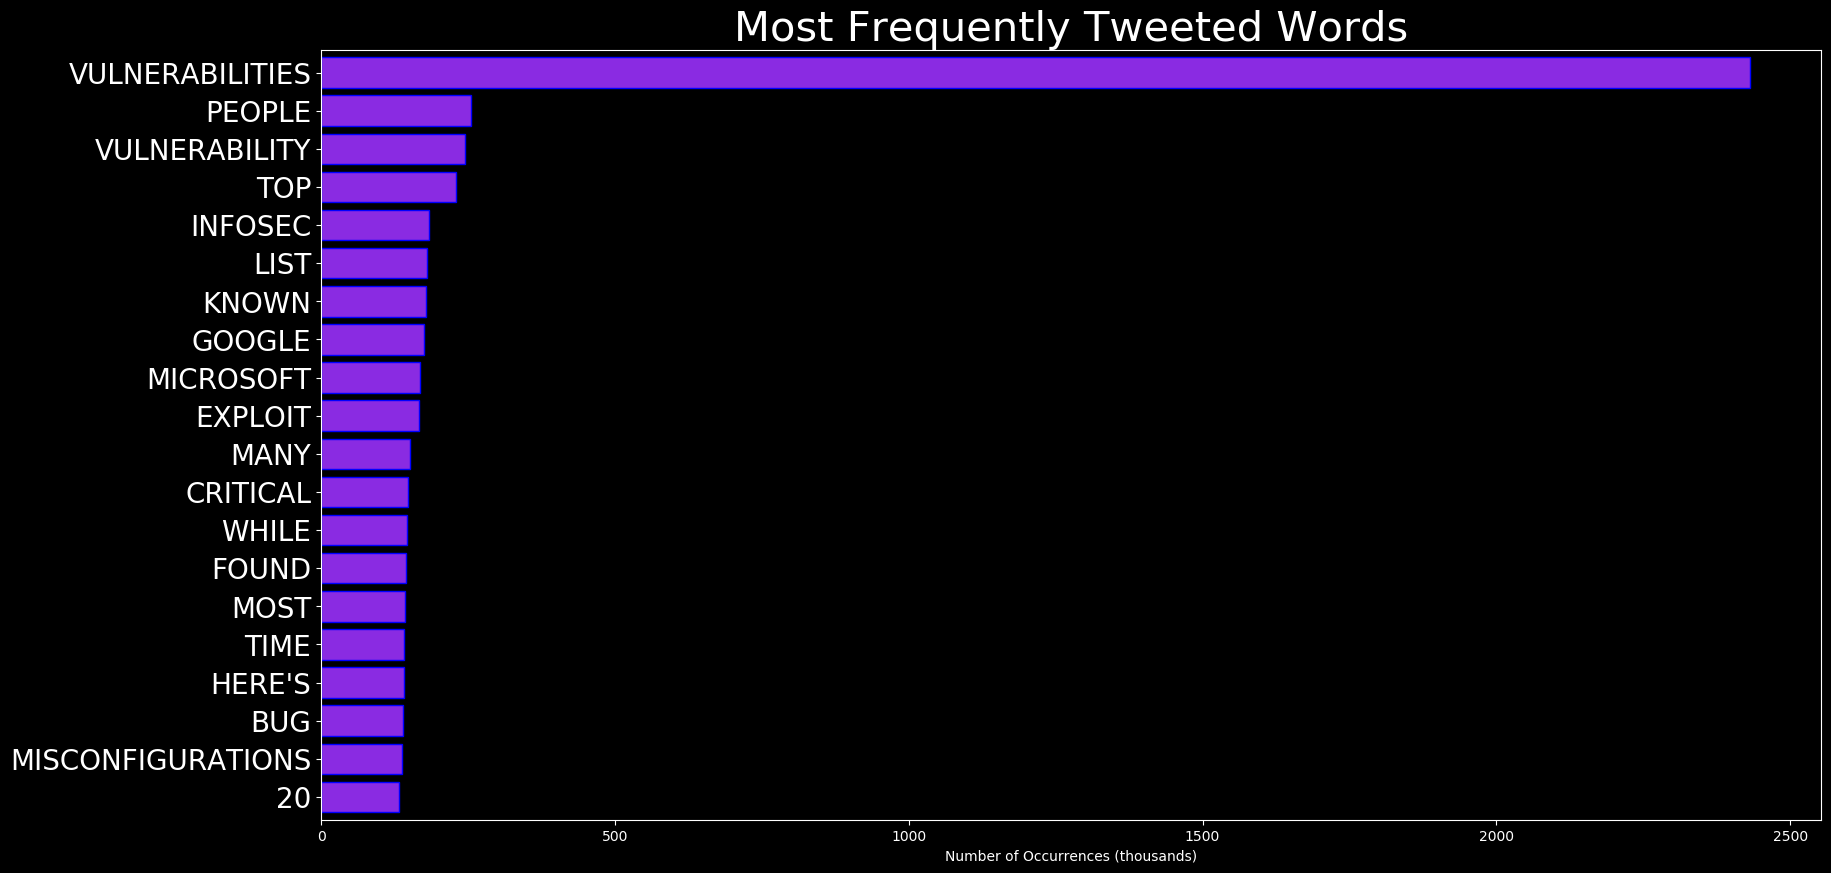 Most Frequently Tweeted Words
VULNERABILITIES
PEOPLE
VULNERABILITY
TOP
INFOSEC
LIST
KNOWN
GOOGLE
MICROSOFT
EXPLOIT
MANY
CRITICAL
WHILE
FOUND
MOST
TIME
HERE'S
BUG
MISCONFIGURATIONS
20
0 500 1000 1500 2000 2500
Number of Occurrences (thousands)